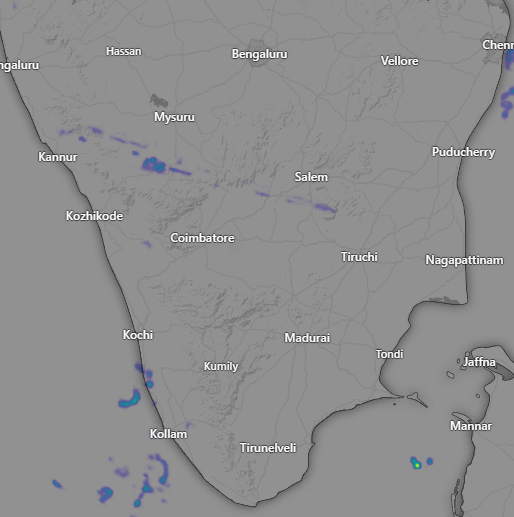 Hassan
Bengaluru
Chenn
ngaluru
Vellore
Mysuru
Kannur
Puducherry
Salem
Kozhikode
Coimbatore
Tiruchi
Nagapattinam
Kochi
Madurai
Tondi
Kumily
Jaffna
Mannar
Kollam
Tirunelveli